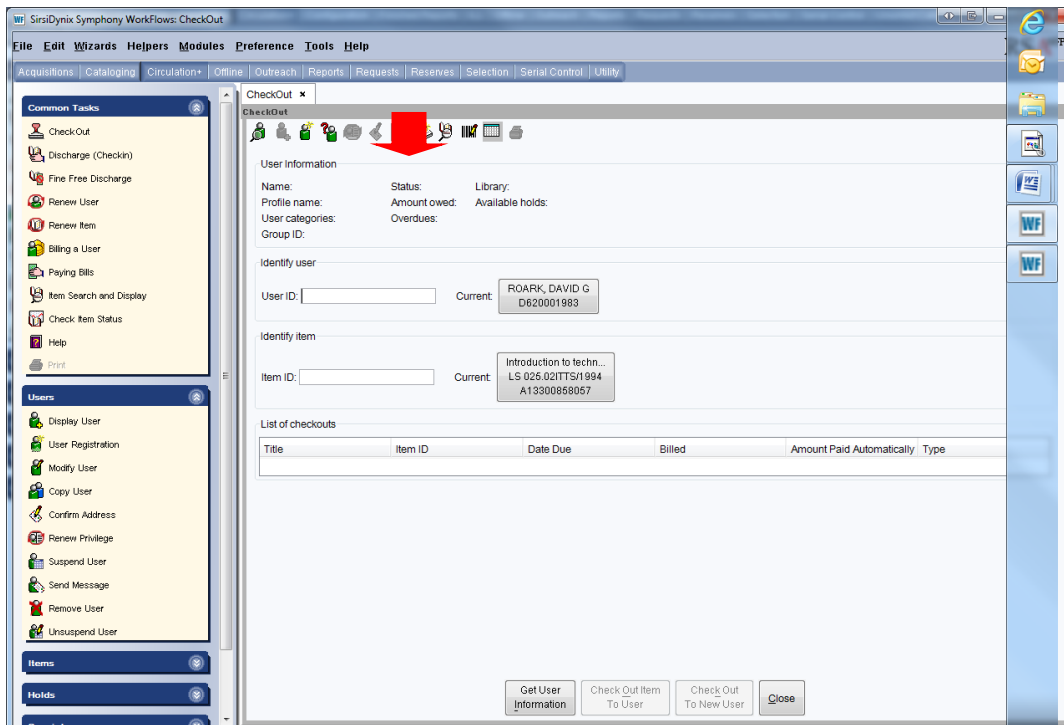 WF SirsiDynix Symphony WorkFlows: CheckOut
File Edit Wizards Helpers Modules Preference Tools Help
Acquisitions Cataloging Circulation+ Offline Outreach Reports Requests Reserves Selection Serial Control Utility
Common Tasks
CheckOut
Discharge (Checkin)
Fine Free Discharge
Renew User
Renew Item
Billing a User
Paying Bills
Item Search and Display
Check Item Status
Help
Print
Users
Display User
User Registration
Modify User
Copy User
Confirm Address
Renew Privilege
Suspend User
Send Message
Remove User
Unsuspend User
Items
Holds
CheckOut ×
CheckOut
User Information
Name: Status: Library:
Profile name: Amount owed: Available holds:
User categories: Overdues:
Group ID:
Identify user
User ID: Current: ROARK, DAVID G
D620001983
Identify item
Item ID: Current: Introduction to techn...
LS 025.02ITTS/1994
A13300858057
List of checkouts
Title Item ID Date Due Billed Amount Paid Automatically Type
Get User Information
Check Out Item To User
Check Out To New User
Close
WF
WF